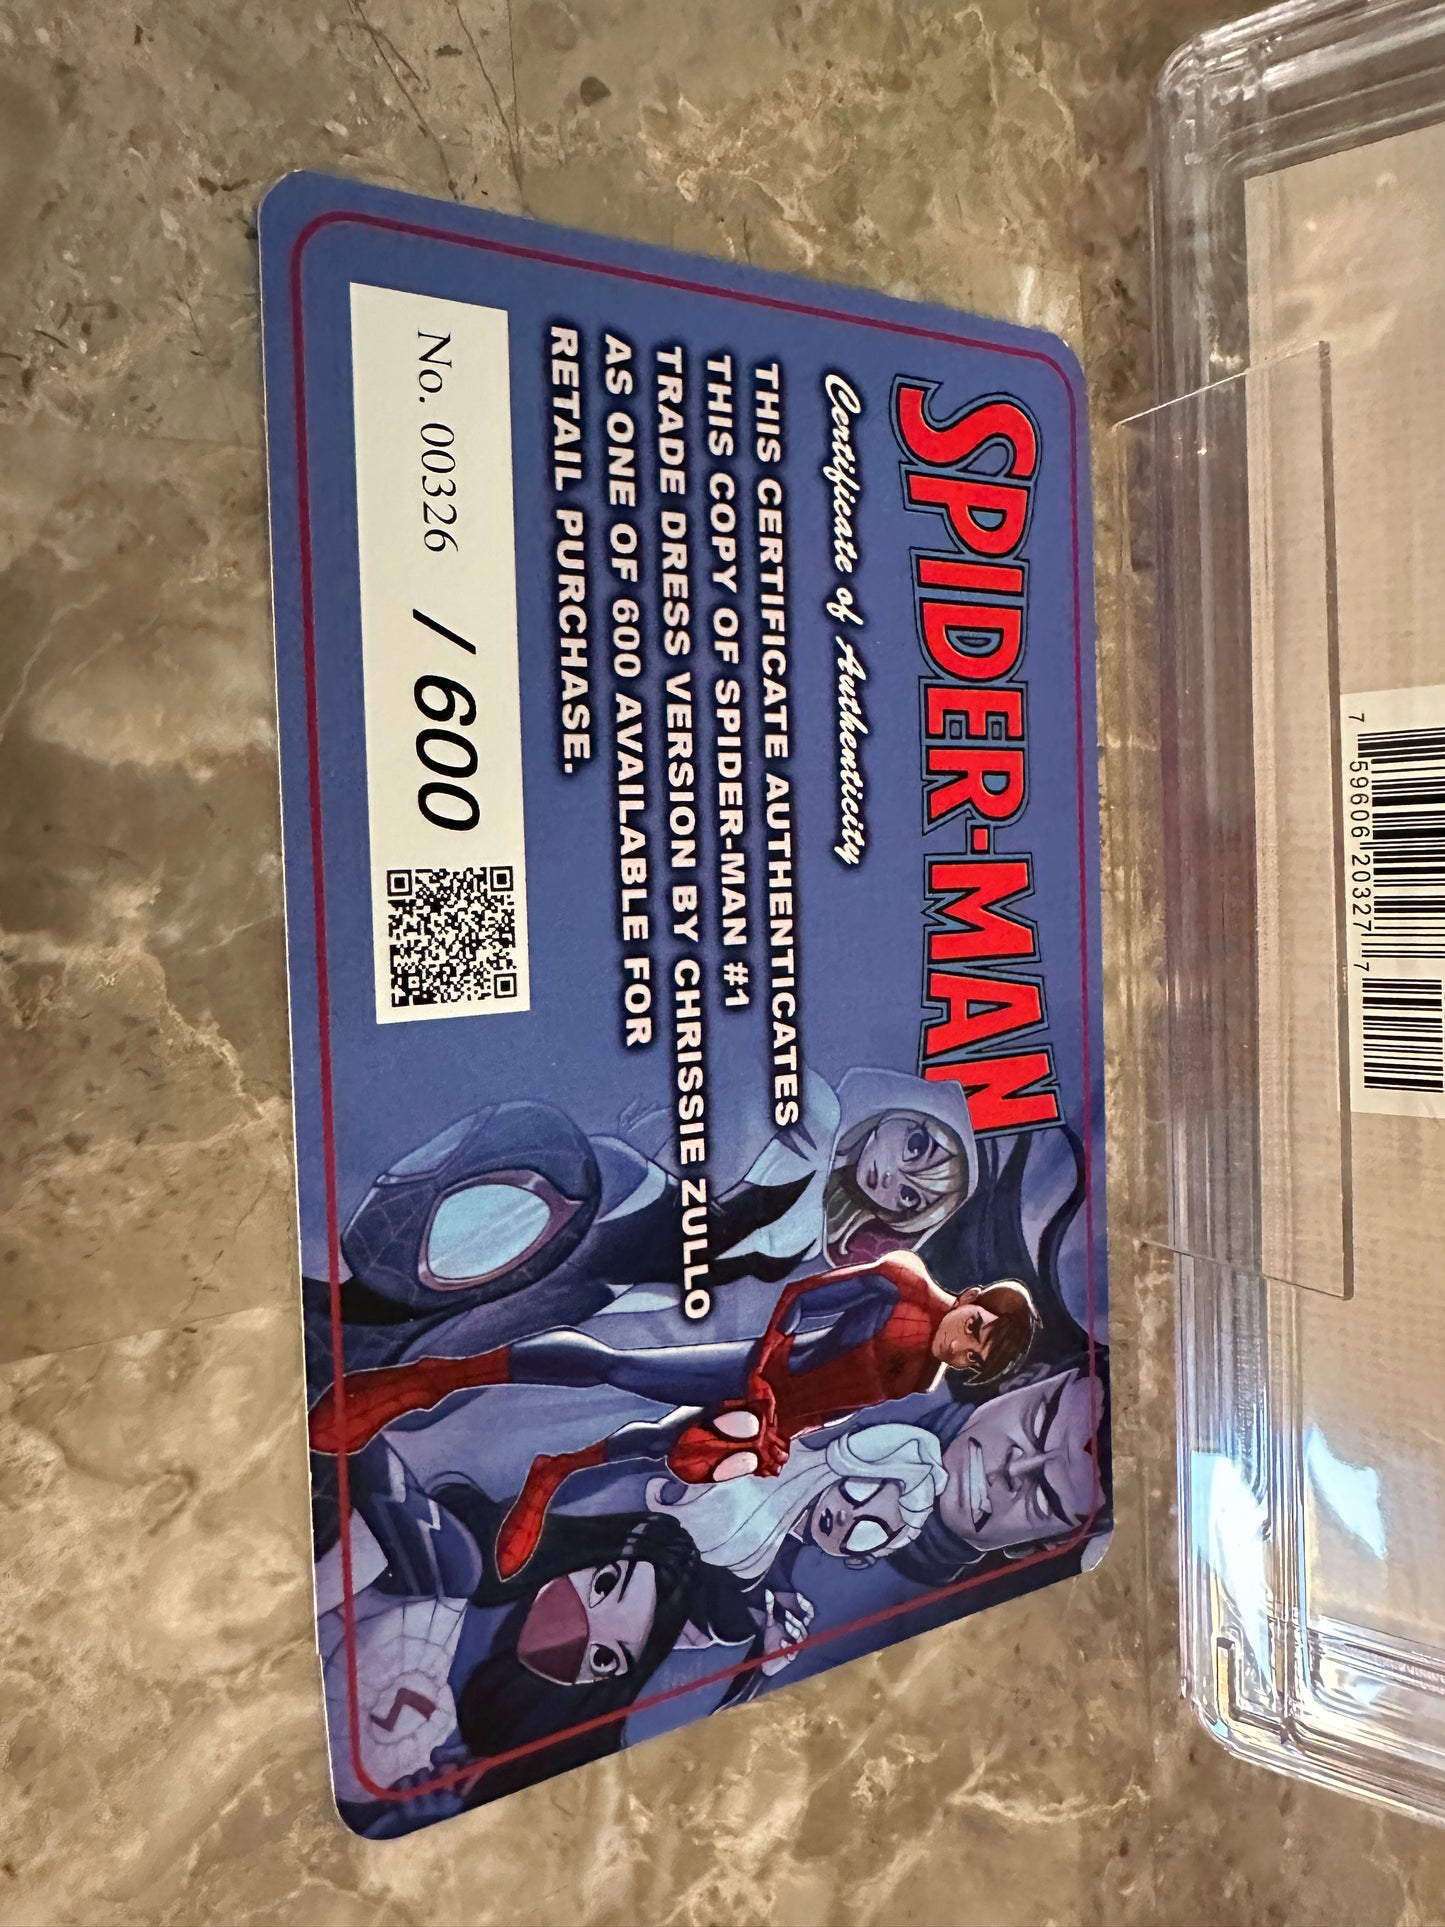 SPIDER-MAN
Certificate of Authenticity
THIS CERTIFICATE AUTHENTICATES
THIS COPY OF SPIDER-MAN #1
TRADE DRESS VERSION BY CHRISSIE ZULLO
AS ONE OF 600 AVAILABLE FOR
RETAIL PURCHASE.
No. 00326 / 600
7 59606 20327 7